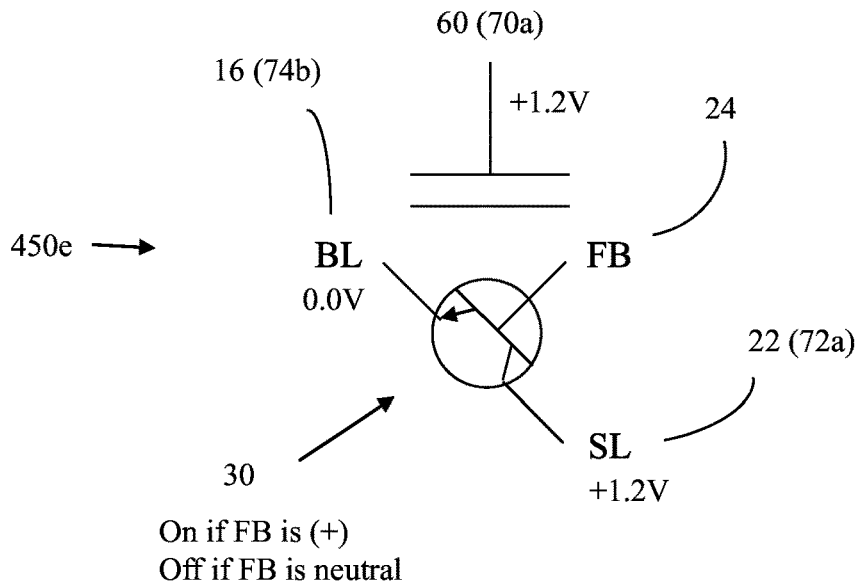 60 (70a)
16 (74b)
+1.2V
24
450e
BL
FB
0.0V
22 (72a)
SL
+1.2V
30
On if FB is (+)
Off if FB is neutral